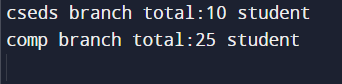 cseds branch total:10 student
comp branch total:25 student